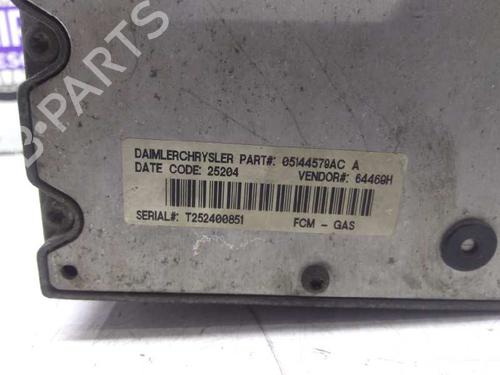 DAIMLERCHRYSLER PART#: 05144579AC A
DATE CODE: 25204 VENDOR#: 64469H
SERIAL#: T252400851 FCM - GAS
B-PARTS